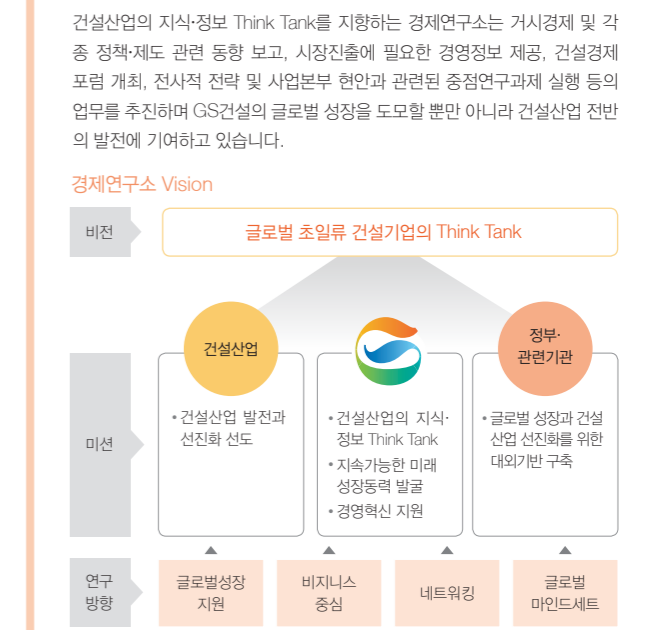 건설산업의 지식·정보 Think Tank를 지향하는 경제연구소는 거시경제 및 각
종 정책·제도 관련 동향 보고, 시장진출에 필요한 경영정보 제공, 건설경제
포럼 개최, 전사적 전략 및 사업본부 현안과 관련된 중점연구과제 실행 등의
업무를 추진하며 GS건설의 글로벌 성장을 도모할 뿐만 아니라 건설산업 전반
의 발전에 기여하고 있습니다.
경제연구소 Vision
비전
글로벌 초일류 건설기업의 Think Tank
미션
건설산업
• 건설산업 발전과
선진화 선도
• 건설산업의 지식·
정보 Think Tank
• 지속가능한 미래
성장동력 발굴
• 경영혁신 지원
정부·
관련기관
• 글로벌 성장과 건설
산업 선진화를 위한
대외기반 구축
연구
방향
글로벌성장
지원
비지니스
중심
네트워킹
글로벌
마인드세트